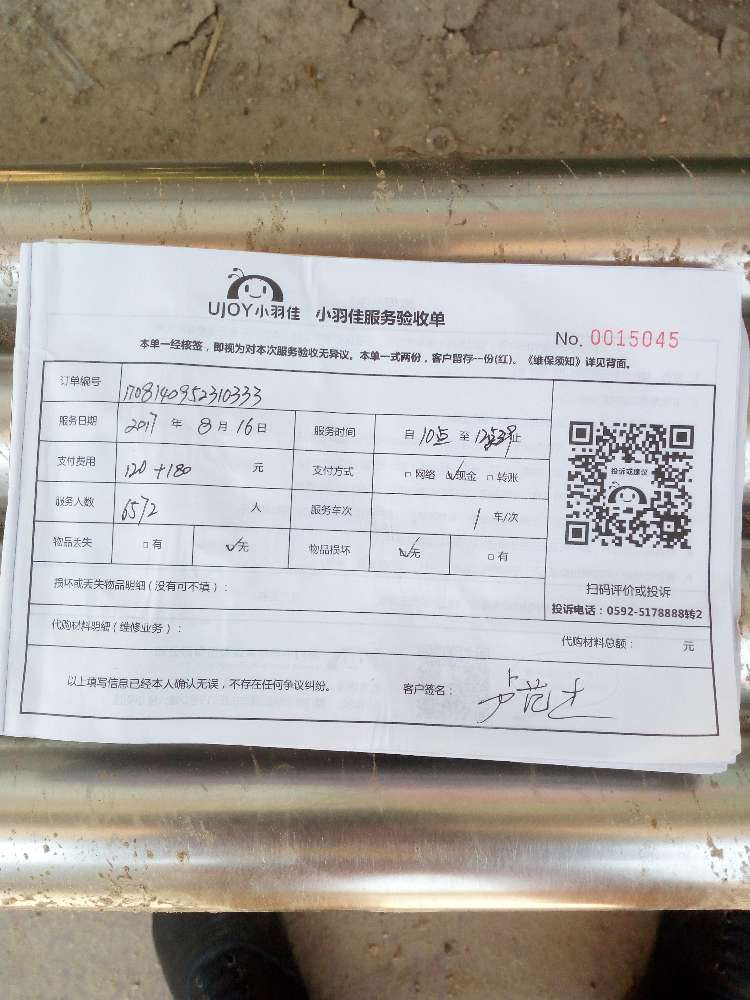 UJOY小羽佳 小羽佳服务验收单
No. 0015045
本单一经核签，即视为对本次服务验收无异议。本单一式两份，客户留存一份(红)。《维保须知》详见背面。
订单编号 1708140952310333
服务日期 2017 年 8 月 16 日 服务时间 自 10点 至 止
支付费用 120+180 元 支付方式 □网络 ☑现金 □转账
服务人数 人 服务车次 1 车/次
物品丢失 □有 ☑无 物品损坏 ☑无 □有
投诉或建议
扫码评价或投诉
投诉电话：0592-5178888转2
损坏或丢失物品明细（没有可不填）：
代购材料明细（维修业务）： 代购材料总额： 元
以上填写信息已经本人确认无误，不存在任何争议纠纷。 客户签名：